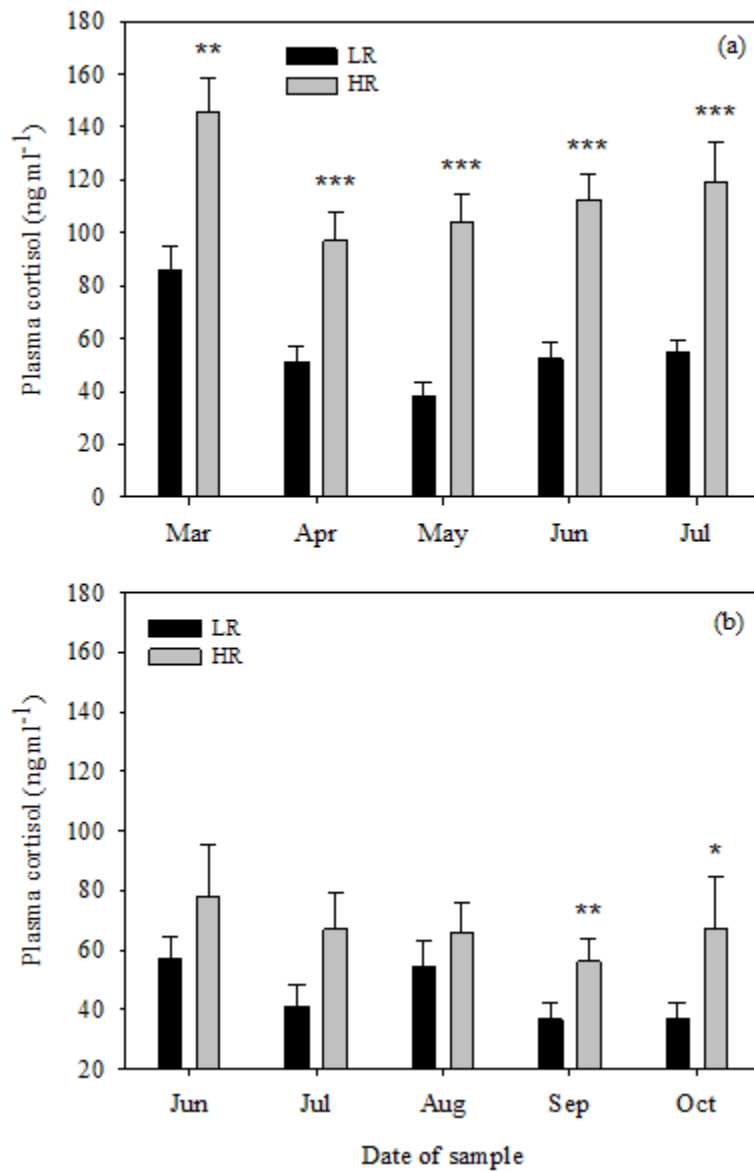 180
160
140
120
100
80
60
40
20
0
Plasma cortisol (ng ml⁻¹)
LR
HR
(a)
**
***
***
***
***
Mar Apr May Jun Jul
180
160
140
120
100
80
60
40
20
Plasma cortisol (ng ml⁻¹)
LR
HR
(b)
**
*
Jun Jul Aug Sep Oct
Date of sample